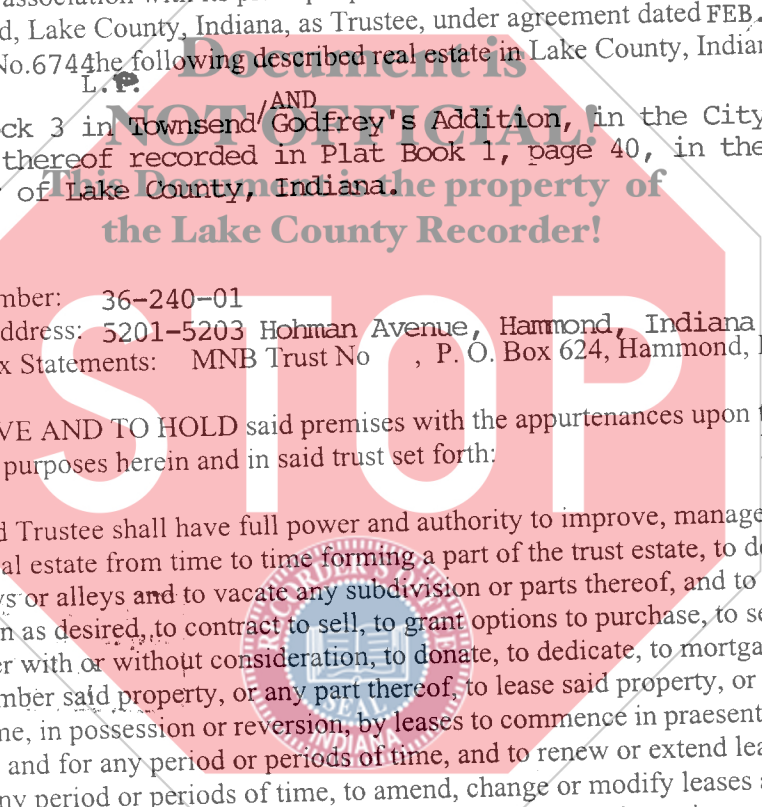 association with its
d, Lake County, Indiana, as Trustee, under agreement dated FEB.
No.6744the following described real estate in Lake County, Indian
L.P.
Document is
AND
ck 3 in Townsend/Godfrey's Addition, in the City
NOT OFFICIAL!
thereof recorded in Plat Book 1, page 40, in the
of Lake County, Indiana.
This Document is the property of
the Lake County Recorder!
mber: 36-240-01
ddress: 5201-5203 Hohman Avenue, Hammond, Indiana
x Statements: MNB Trust No , P. O. Box 624, Hammond, I
STOP
VE AND TO HOLD said premises with the appurtenances upon t
purposes herein and in said trust set forth:
d Trustee shall have full power and authority to improve, manage
al estate from time to time forming a part of the trust estate, to de
ys or alleys and to vacate any subdivision or parts thereof, and to
n as desired, to contract to sell, to grant options to purchase, to se
er with or without consideration, to donate, to dedicate, to mortga
mber said property, or any part thereof, to lease said property, or
ne, in possession or reversion, by leases to commence in praesent
and for any period or periods of time, and to renew or extend lea
ny period or periods of time, to amend, change or modify leases a
RECORDER'S OFFICE
SEAL
INDIANA